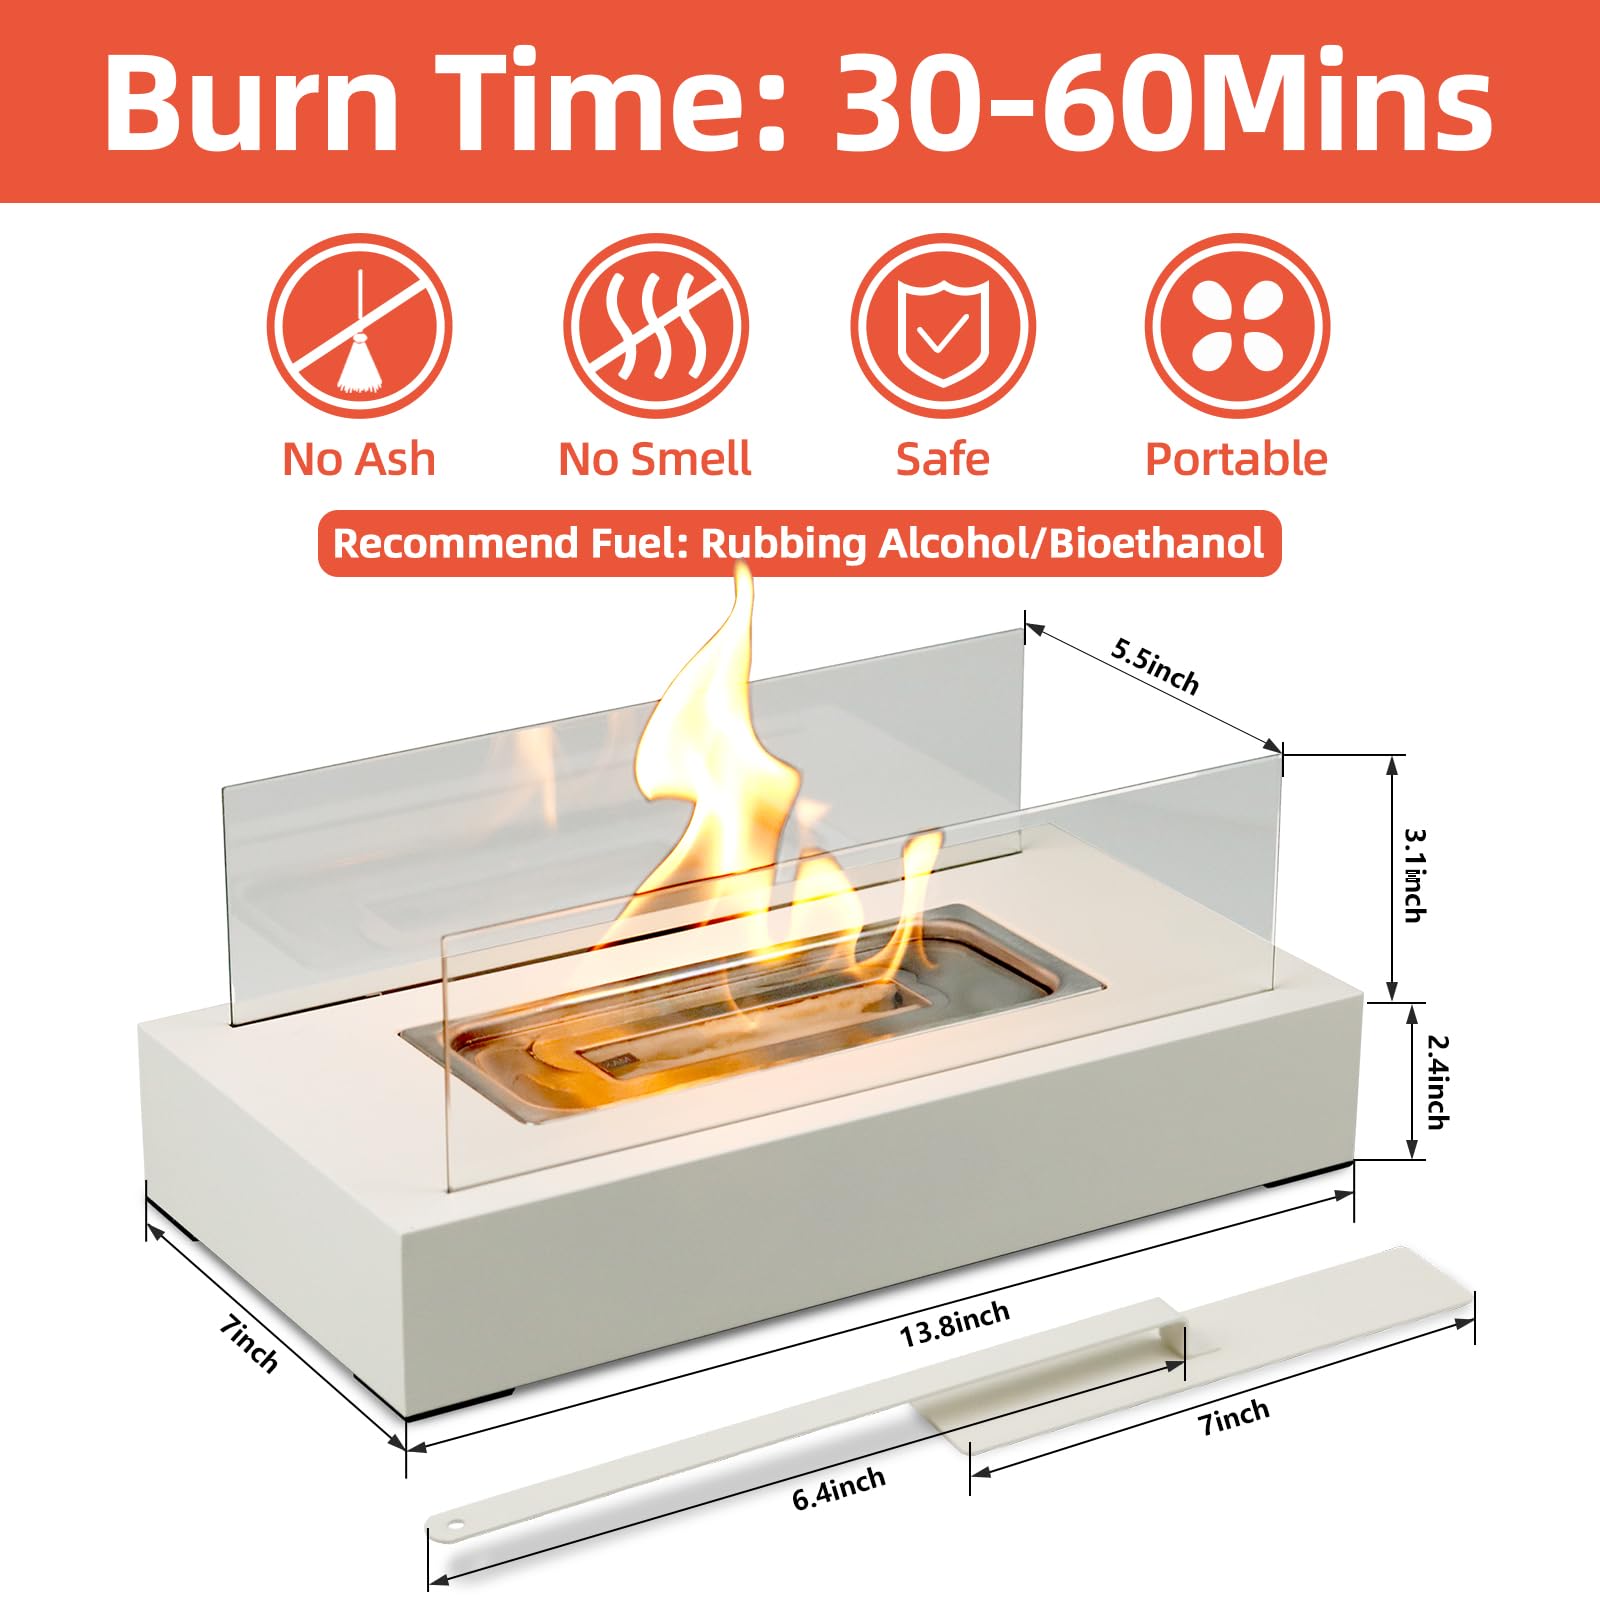 Burn Time: 30-60Mins
No Ash
No Smell
Safe
Portable
Recommend Fuel: Rubbing Alcohol/Bioethanol
5.5inch
3.1inch
2.4inch
7inch
13.8inch
7inch
6.4inch